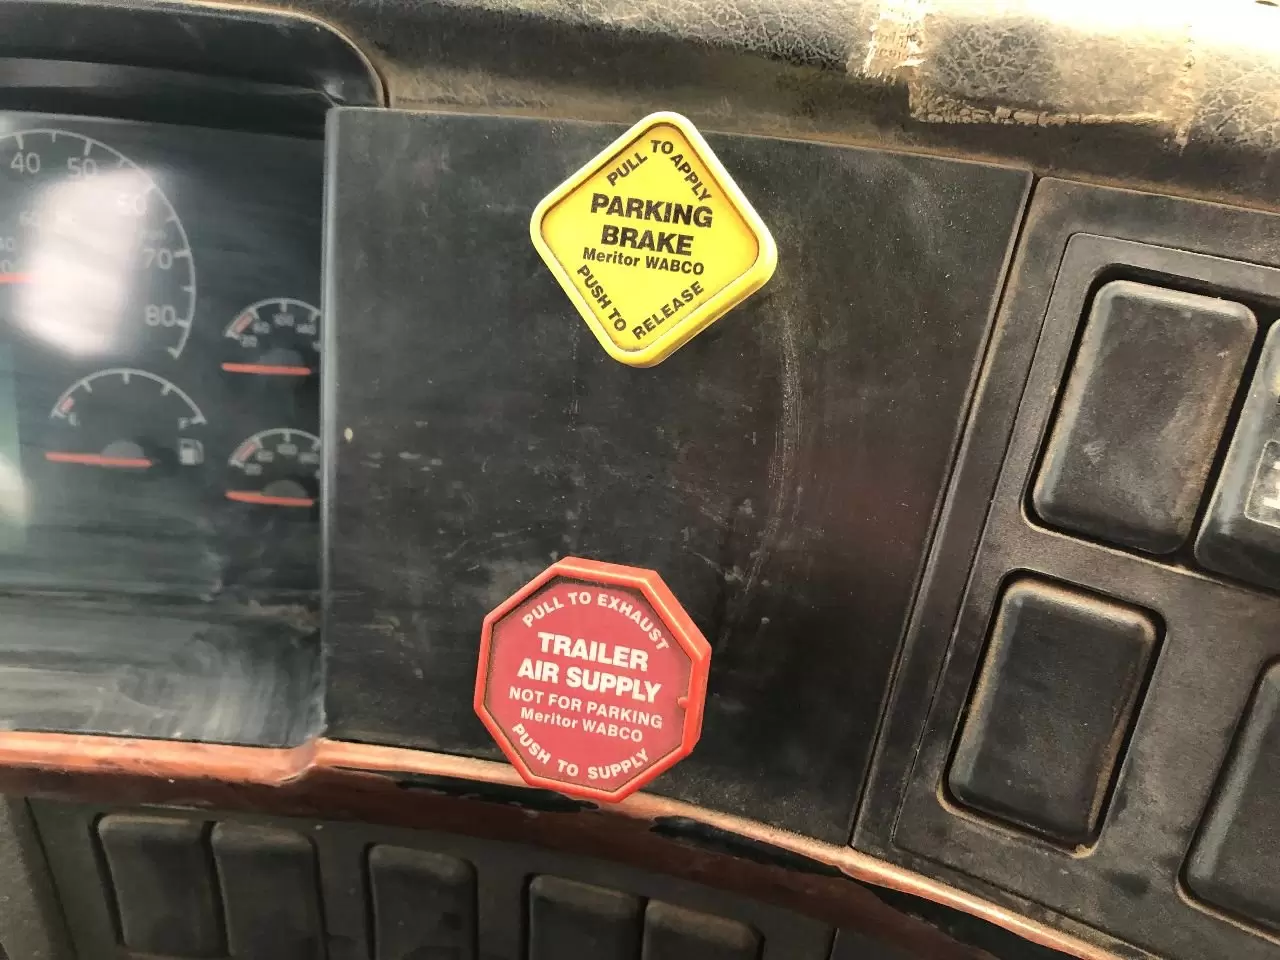 40
50
60
70
80
PULL TO APPLY
PARKING
BRAKE
Meritor WABCO
PUSH TO RELEASE
F
PULL TO EXHAUST
TRAILER
AIR SUPPLY
NOT FOR PARKING
Meritor WABCO
PUSH TO SUPPLY